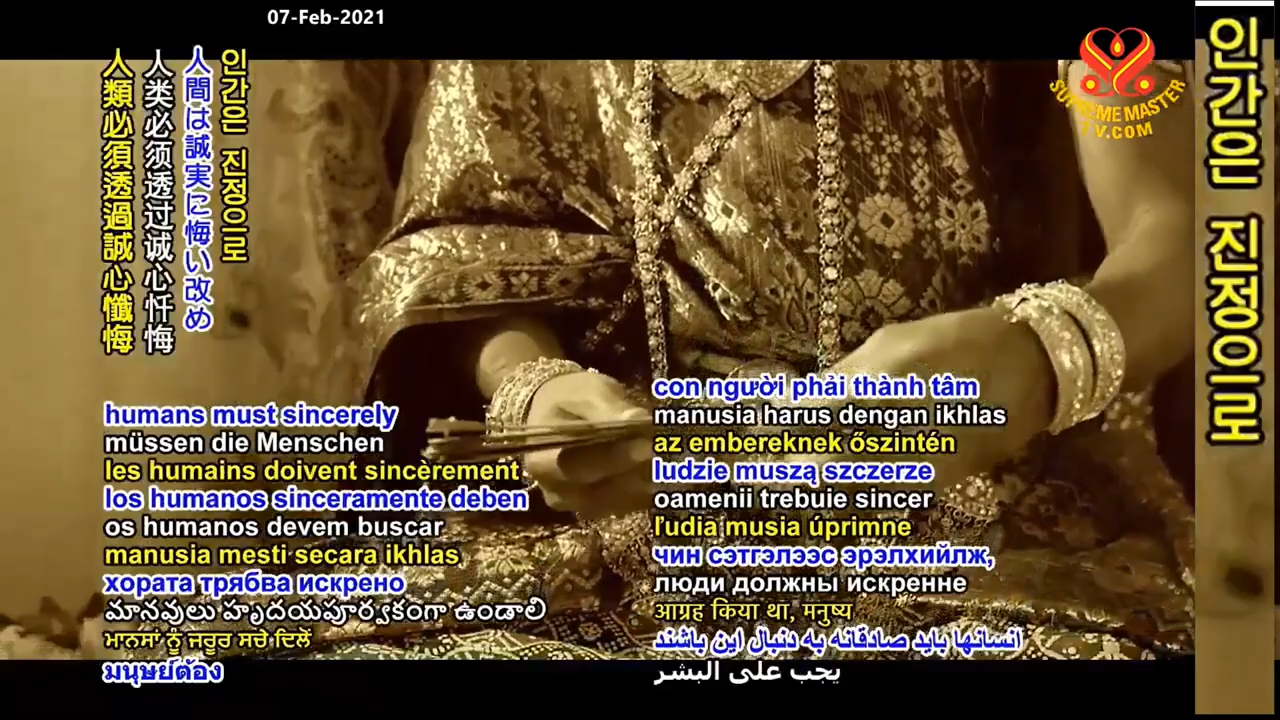 07-Feb-2021
SUPREME MASTER
TV.COM
인간은 진정으로
인간은 진정으로
人間は誠実に悔い改め
人类必须透过诚心忏悔
人類必須透過誠心懺悔
humans must sincerely
müssen die Menschen
les humains doivent sincèrement
los humanos sinceramente deben
os humanos devem buscar
manusia mesti secara ikhlas
хората трябва искрено
మానవులు హృదయపూర్వకంగా ఉండాలి
ਮਾਨਸਾਂ ਨੂੰ ਜਰੂਰ ਸਚੇ ਦਿਲੋਂ
มนุษย์ต้อง
con người phải thành tâm
manusia harus dengan ikhlas
az embereknek őszintén
ludzie muszą szczerze
oamenii trebuie sincer
ľudia musia úprimne
чин сэтгэлээс эрэлхийлж,
люди должны искренне
आग्रह किया था, मनुष्य
انسانها باید صادقانه به دنبال این باشند
يجب على البشر